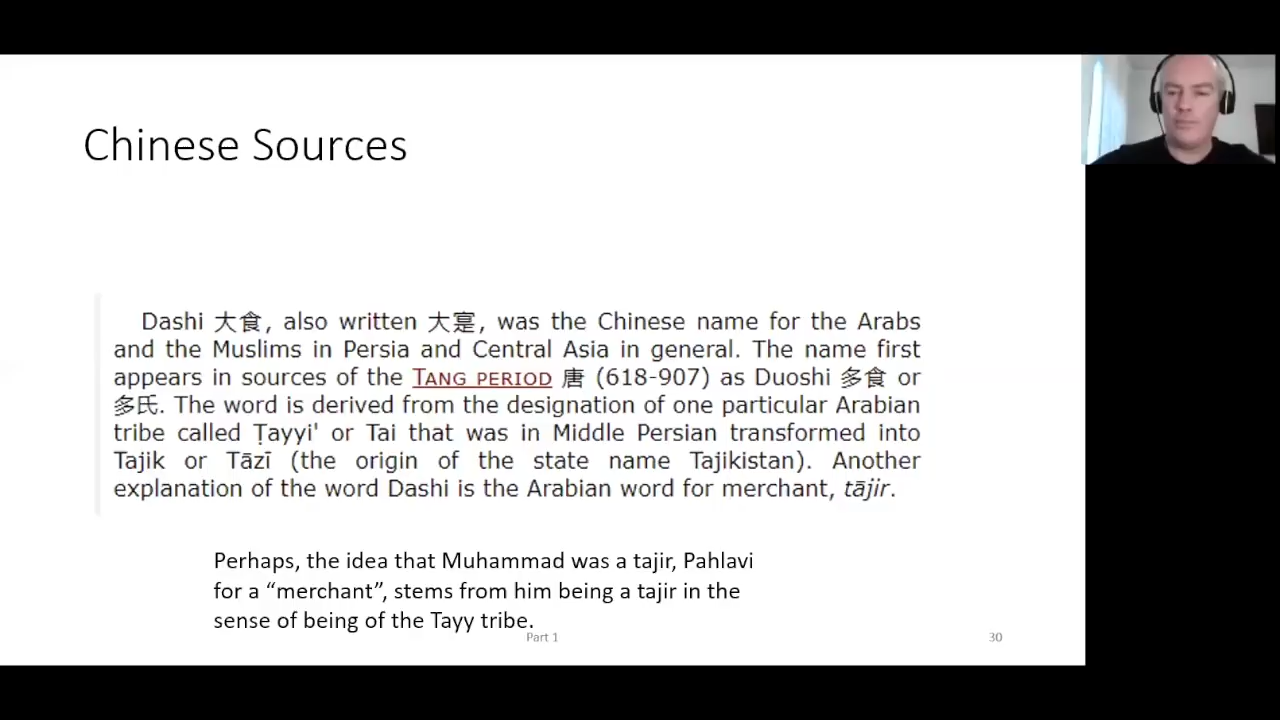 Chinese Sources
Dashi 大食, also written 大寔, was the Chinese name for the Arabs
and the Muslims in Persia and Central Asia in general. The name first
appears in sources of the TANG PERIOD 唐 (618-907) as Duoshi 多食 or
多氏. The word is derived from the designation of one particular Arabian
tribe called Ṭayyi' or Tai that was in Middle Persian transformed into
Tajik or Tāzī (the origin of the state name Tajikistan). Another
explanation of the word Dashi is the Arabian word for merchant, tājir.
Perhaps, the idea that Muhammad was a tajir, Pahlavi
for a “merchant”, stems from him being a tajir in the
sense of being of the Tayy tribe.
Part 1
30